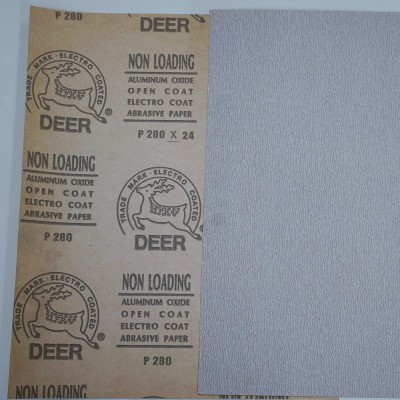 P 280
TRADE MARK · ELECTRO COATED
DEER ®
NON LOADING
ALUMINUM OXIDE
OPEN COAT
ELECTRO COAT
ABRASIVE PAPER
P 280 X 24
NON LOADING
ALUMINUM OXIDE
OPEN COAT
ELECTRO COAT
ABRASIVE PAPER
P 280
TRADE MARK · ELECTRO COATED
DEER
TRADE MARK · ELECTRO COATED
DEER ®
NON LOADING
ALUMINUM OXIDE
OPEN COAT
ELECTRO COAT
ABRASIVE PAPER
P 280
NON LOADING